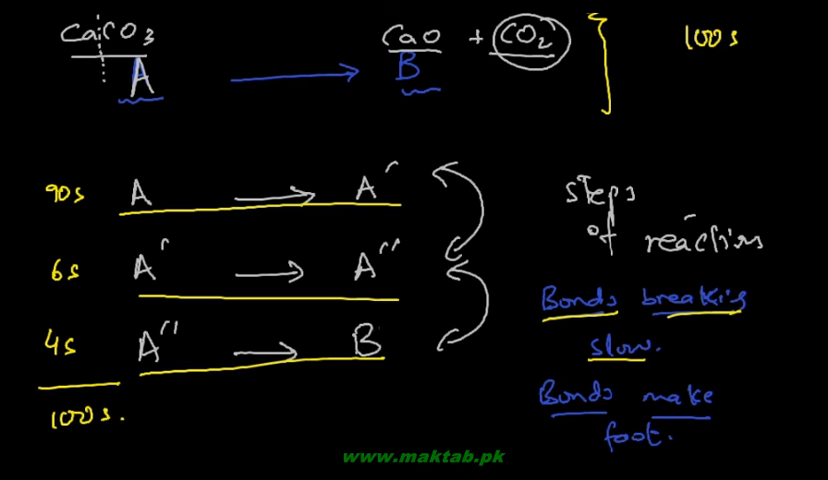 CaCO3 CaO + CO2 100s
A → B
90s A → A′
6s A′ → A′′
4s A′′ → B
100s.
steps
of reactions
Bonds breaking
slow.
Bonds make
fast.
www.maktab.pk